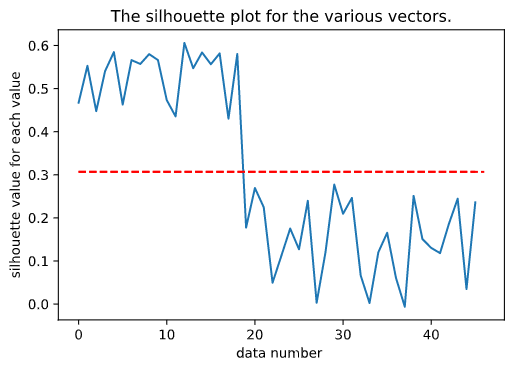 The silhouette plot for the various vectors.
silhouette value for each value
0.6
0.5
0.4
0.3
0.2
0.1
0.0
0 10 20 30 40
data number